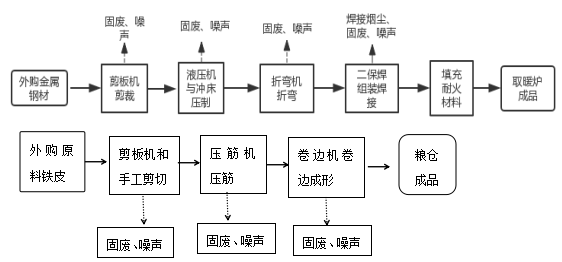 固废、噪
声
固废、噪声
固废、噪声
焊接烟尘、
固废、噪声
外购金属
钢材
剪板机
剪裁
液压机
与冲床
压制
折弯机
折弯
二保焊
组装焊
接
填充
耐火
材料
取暖炉
成品
外购原
料铁皮
剪板机和
手工剪切
压筋机
压筋
卷边机卷
边成形
粮仓
成品
固废、噪声
固废、噪声
固废、噪声